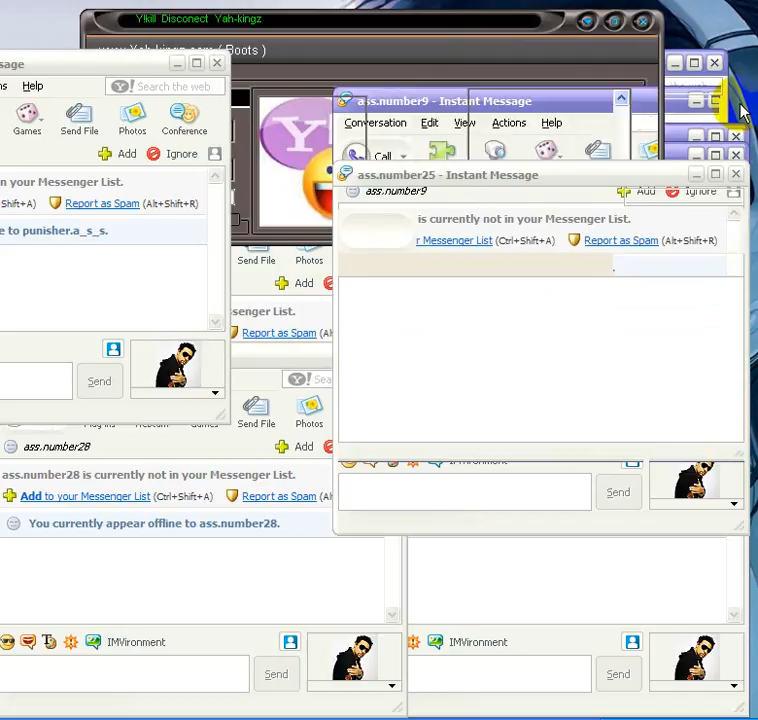 Y!kill Disconect Yah-kingz
( Boots )
ssage
Help
Search the web
Games
Send File
Photos
Conference
Add
Ignore
in your Messenger List.
Shift+A)
Report as Spam (Alt+Shift+R)
e to punisher.a_s_s.
Send
ass.number9 - Instant Message
Conversation Edit View Actions Help
Call
ass.number25 - Instant Message
ass.number9
Add
Ignore
is currently not in your Messenger List.
r Messenger List (Ctrl+Shift+A)
Report as Spam (Alt+Shift+R)
Send File
Photos
Add
Messenger List.
Report as Spam (Alt
Send File
Photos
ass.number28
Add
ass.number28 is currently not in your Messenger List.
Add to your Messenger List (Ctrl+Shift+A)
Report as Spam (Alt+
You currently appear offline to ass.number28.
Send
IMVironment
Send
IMVironment
Send